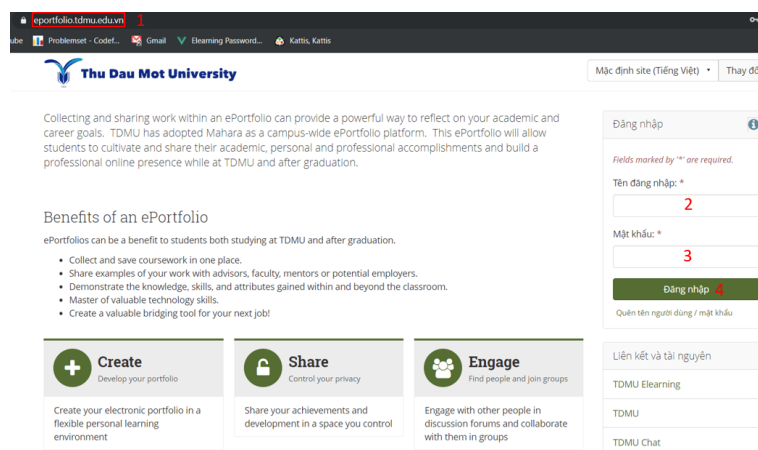 eportfolio.tdmu.edu.vn 1
ube Problemset - Codef... Gmail Elearning Password... Kattis, Kattis
Thu Dau Mot University
Mặc định site (Tiếng Việt) Thay đổ
Collecting and sharing work within an ePortfolio can provide a powerful way to reflect on your academic and
career goals. TDMU has adopted Mahara as a campus-wide ePortfolio platform. This ePortfolio will allow
students to cultivate and share their academic, personal and professional accomplishments and build a
professional online presence while at TDMU and after graduation.
Benefits of an ePortfolio
ePortfolios can be a benefit to students both studying at TDMU and after graduation.
• Collect and save coursework in one place.
• Share examples of your work with advisors, faculty, mentors or potential employers.
• Demonstrate the knowledge, skills, and attributes gained within and beyond the classroom.
• Master of valuable technology skills.
• Create a valuable bridging tool for your next job!
Create
Develop your portfolio
Create your electronic portfolio in a
flexible personal learning
environment
Share
Control your privacy
Share your achievements and
development in a space you control
Engage
Find people and join groups
Engage with other people in
discussion forums and collaborate
with them in groups
Đăng nhập
Fields marked by '*' are required.
Tên đăng nhập: *
2
Mật khẩu: *
3
Đăng nhập 4
Quên tên người dùng / mật khẩu
Liên kết và tài nguyên
TDMU Elearning
TDMU
TDMU Chat